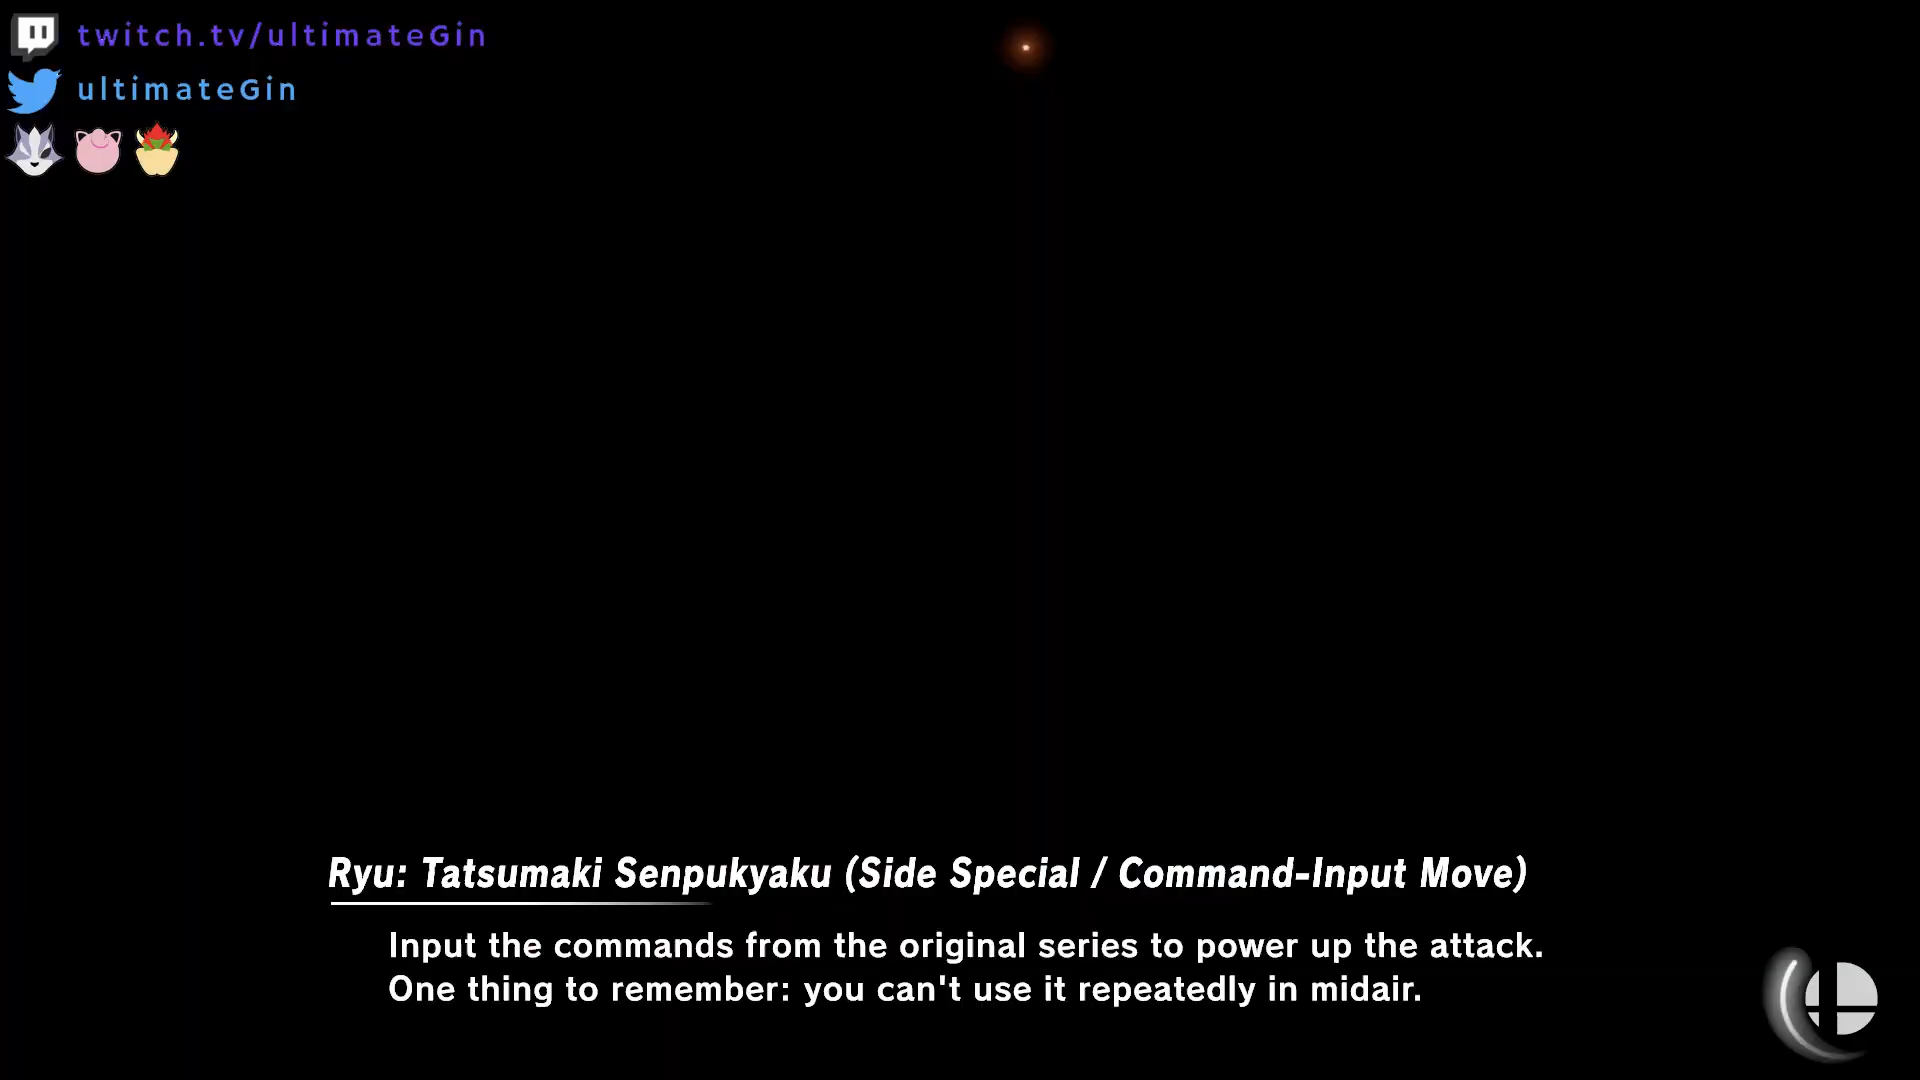 twitch.tv/ultimateGin
ultimateGin
Ryu: Tatsumaki Senpukyaku (Side Special / Command-Input Move)
Input the commands from the original series to power up the attack.
One thing to remember: you can't use it repeatedly in midair.